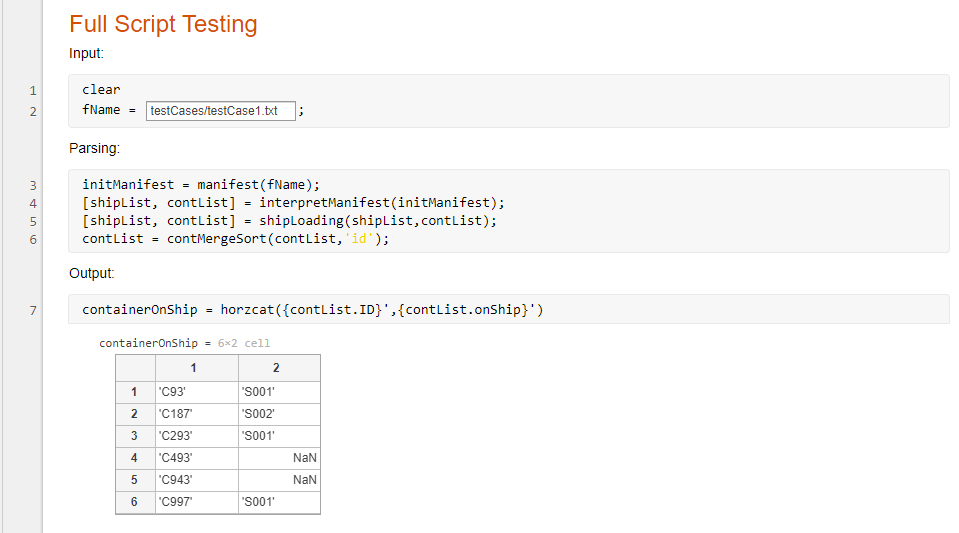 Full Script Testing
Input:
1 clear
2 fName = testCases/testCase1.txt ;
Parsing:
3 initManifest = manifest(fName);
4 [shipList, contList] = interpretManifest(initManifest);
5 [shipList, contList] = shipLoading(shipList,contList);
6 contList = contMergeSort(contList,'id');
Output:
7 containerOnShip = horzcat({contList.ID}',{contList.onShip}')
containerOnShip = 6×2 cell
1 2
1 'C93' 'S001'
2 'C187' 'S002'
3 'C293' 'S001'
4 'C493' NaN
5 'C943' NaN
6 'C997' 'S001'